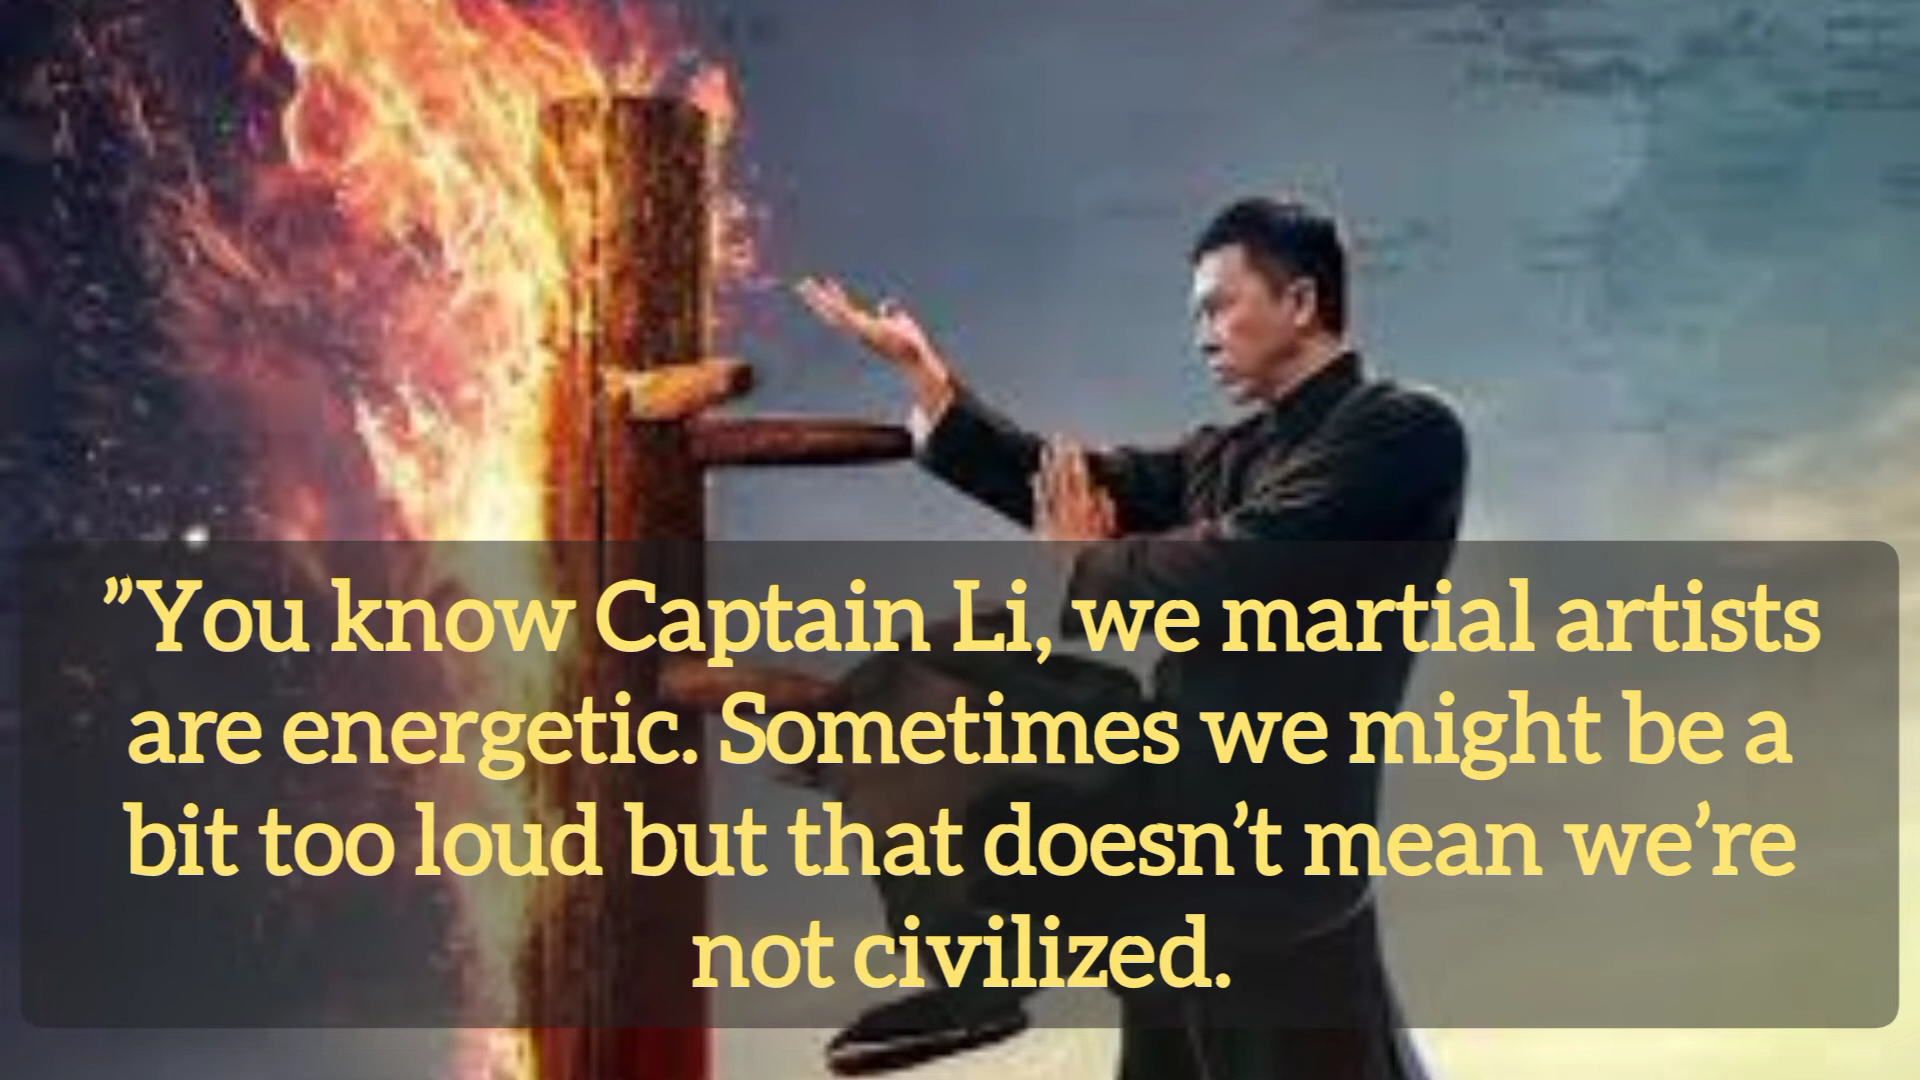 ”You know Captain Li, we martial artists
are energetic. Sometimes we might be a
bit too loud but that doesn’t mean we’re
not civilized.